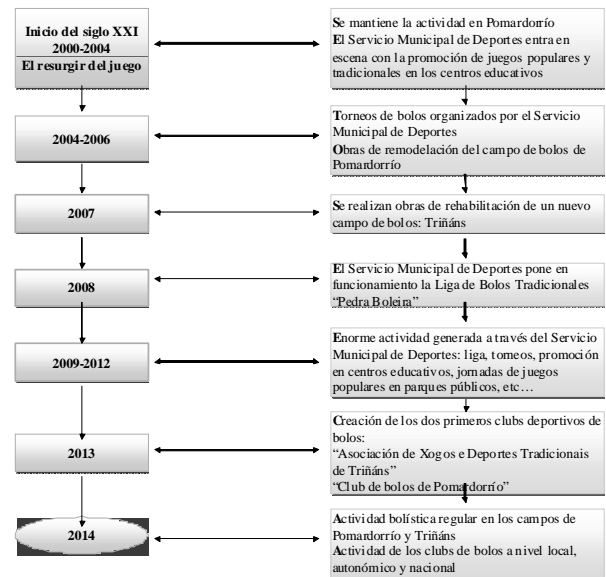 Inicio del siglo XXI
2000-2004
El resurgir del juego
Se mantiene la actividad en Pomardorrío
El Servicio Municipal de Deportes entra en
escena con la promoción de juegos populares y
tradicionales en los centros educativos
2004-2006
Torneos de bolos organizados por el Servicio
Municipal de Deportes
Obras de remodelación del campo de bolos de
Pomardorrío
2007
Se realizan obras de rehabilitación de un nuevo
campo de bolos: Triñáns
2008
El Servicio Municipal de Deportes pone en
funcionamiento la Liga de Bolos Tradicionales
“Pedra Boleira”
2009-2012
Enorme actividad generada a través del Servicio
Municipal de Deportes: liga, torneos, promoción
en centros educativos, jornadas de juegos
populares en parques públicos, etc…
2013
Creación de los dos primeros clubs deportivos de
bolos:
“Asociación de Xogos e Deportes Tradicionais
de Triñáns”
“Club de bolos de Pomardorrío”
2014
Actividad bolística regular en los campos de
Pomardorrío y Triñáns
Actividad de los clubs de bolos a nivel local,
autonómico y nacional